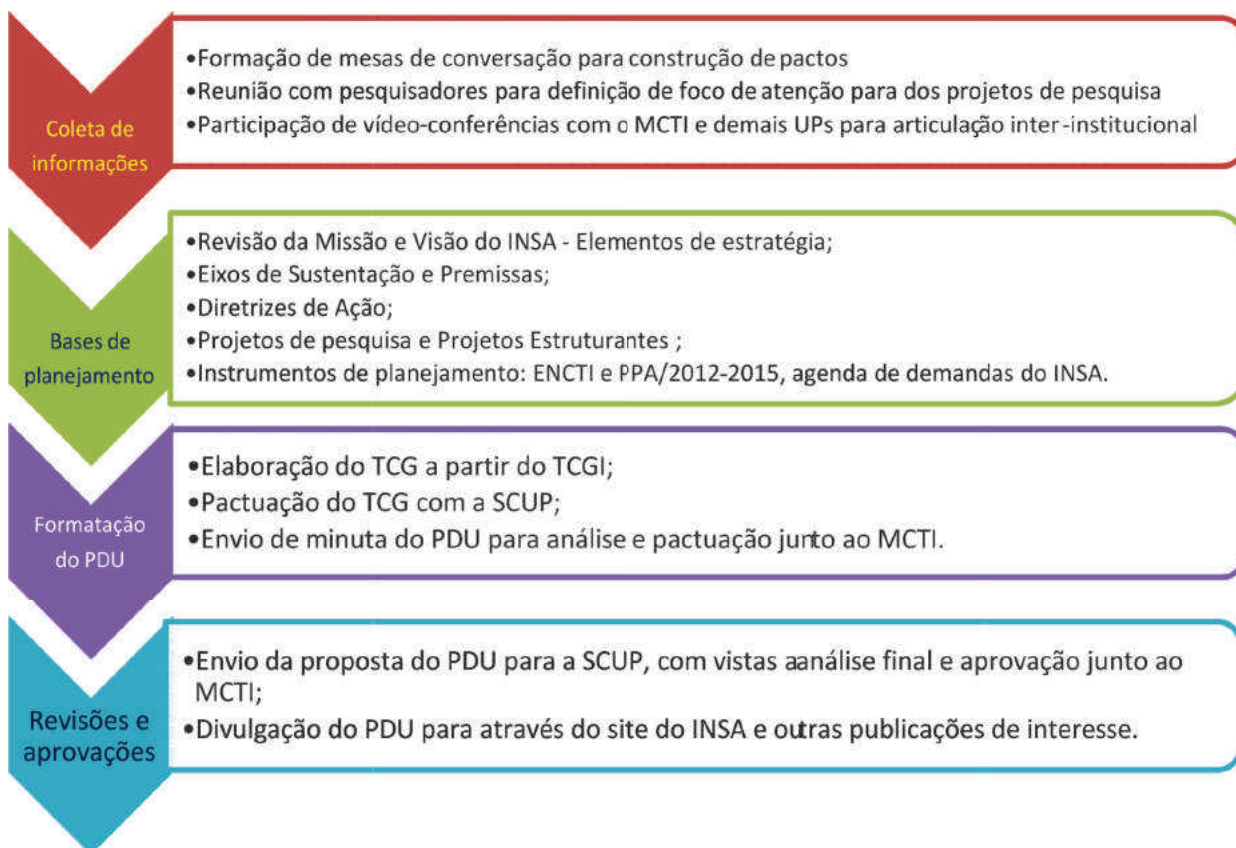 Coleta de
informações
•Formação de mesas de conversação para construção de pactos
•Reunião com pesquisadores para definição de foco de atenção para dos projetos de pesquisa
•Participação de vídeo-conferências com o MCTI e demais UPs para articulação inter-institucional
Bases de
planejamento
•Revisão da Missão e Visão do INSA - Elementos de estratégia;
•Eixos de Sustentação e Premissas;
•Diretrizes de Ação;
•Projetos de pesquisa e Projetos Estruturantes ;
•Instrumentos de planejamento: ENCTI e PPA/2012-2015, agenda de demandas do INSA.
Formatação
do PDU
•Elaboração do TCG a partir do TCGI;
•Pactuação do TCG com a SCUP;
•Envio de minuta do PDU para análise e pactuação junto ao MCTI.
Revisões e
aprovações
•Envio da proposta do PDU para a SCUP, com vistas aanálise final e aprovação junto ao
MCTI;
•Divulgação do PDU para através do site do INSA e outras publicações de interesse.